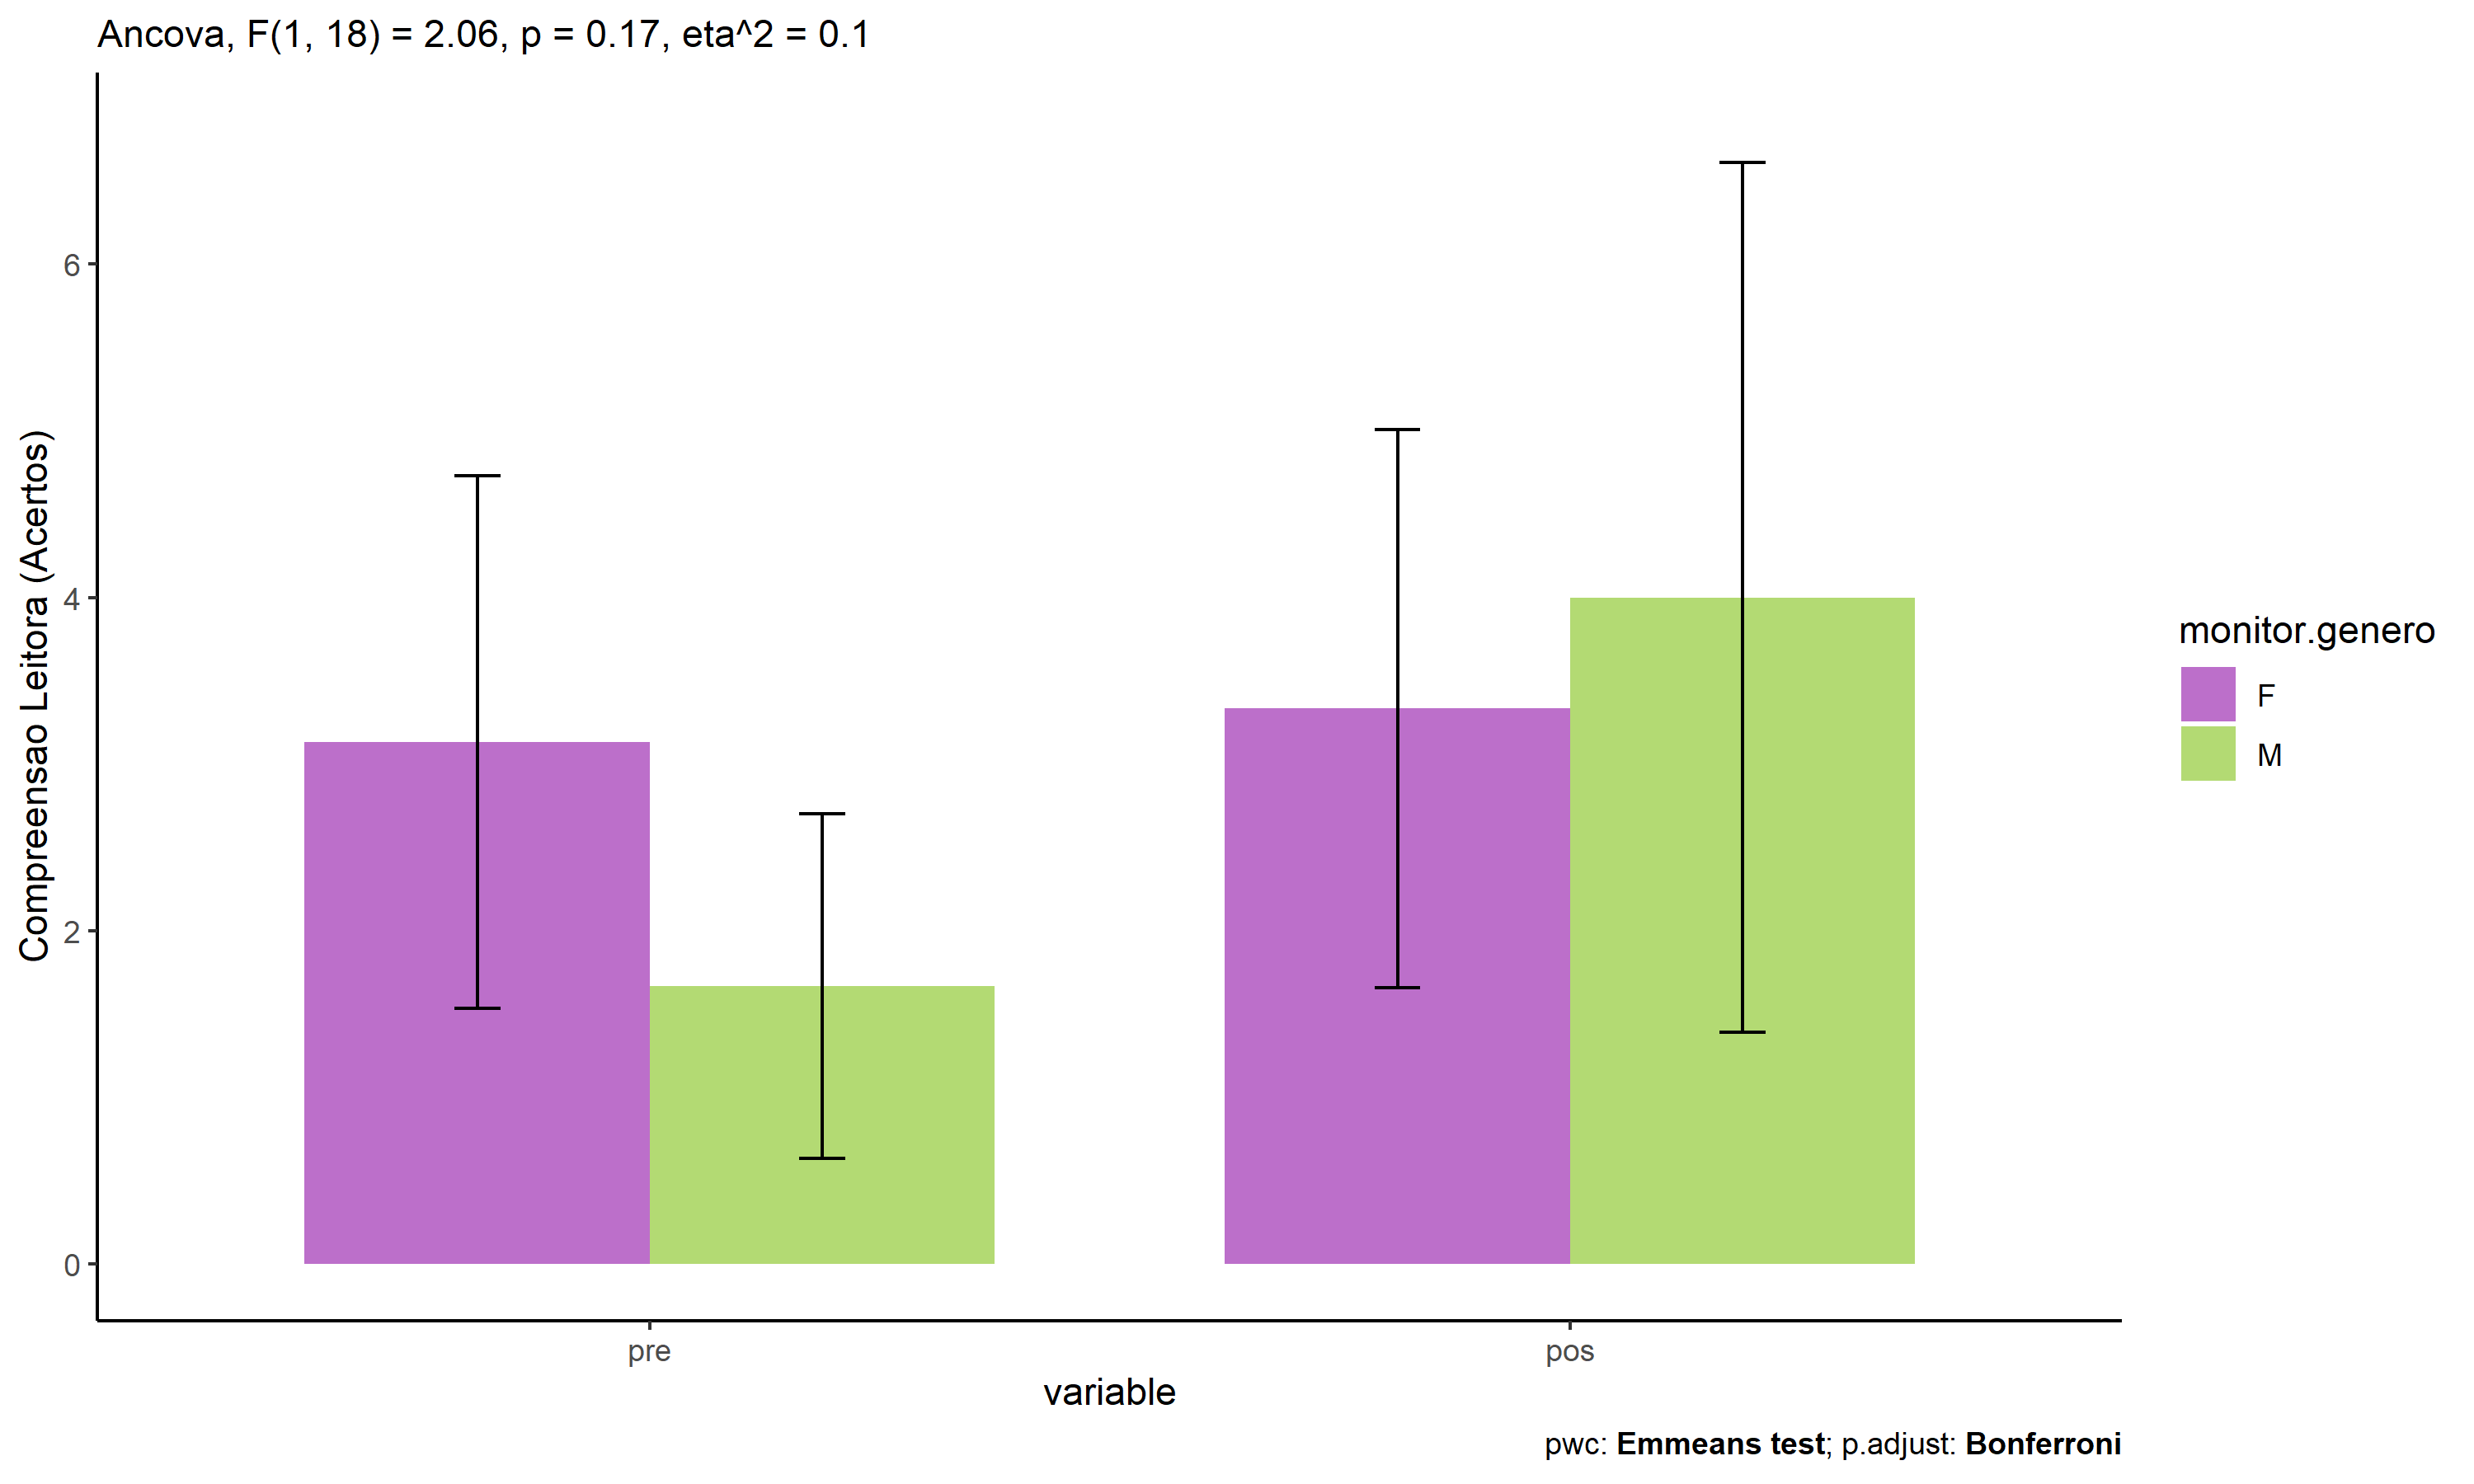 Ancova, F(1, 18) = 2.06, p = 0.17, eta^2 = 0.1
Compreensao Leitora (Acertos)
6
4
2
0
pre
pos
variable
monitor.genero
F
M
pwc: Emmeans test; p.adjust: Bonferroni